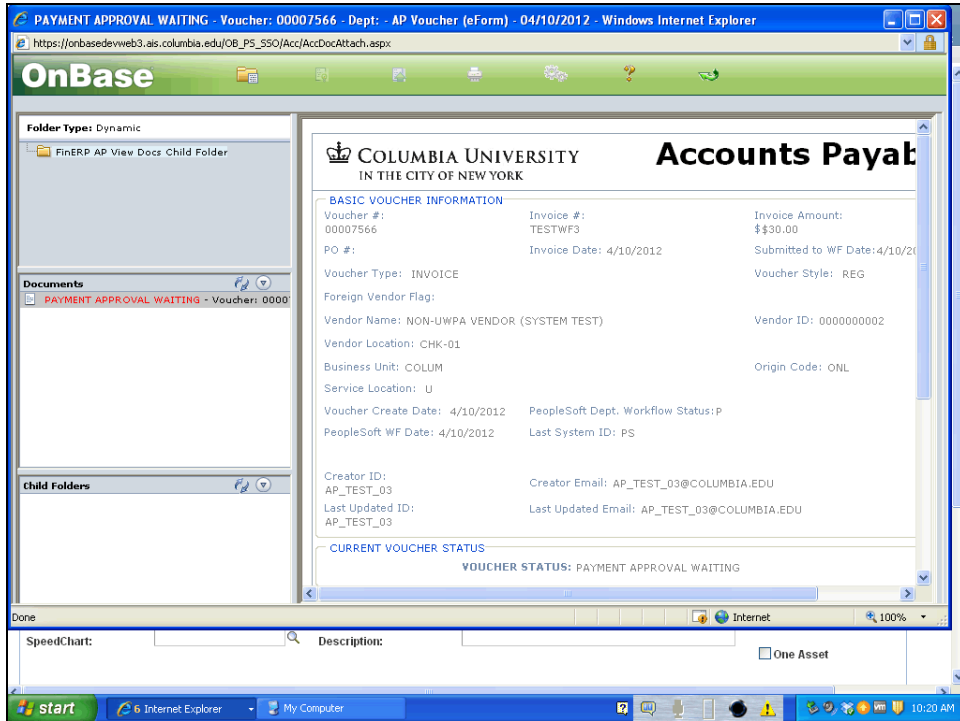 PAYMENT APPROVAL WAITING - Voucher: 00007566 - Dept: - AP Voucher (eForm) - 04/10/2012 - Windows Internet Explorer
https://onbasedevweb3.ais.columbia.edu/OB_PS_SSO/Acc/AccDocAttach.aspx
OnBase
Folder Type: Dynamic
FinERP AP View Docs Child Folder
Documents
PAYMENT APPROVAL WAITING - Voucher: 0000
Child Folders
COLUMBIA UNIVERSITY
IN THE CITY OF NEW YORK
Accounts Payab
BASIC VOUCHER INFORMATION
Voucher #: Invoice #: Invoice Amount:
00007566 TESTWF3 $$30.00
PO #: Invoice Date: 4/10/2012 Submitted to WF Date:4/10/20
Voucher Type: INVOICE Voucher Style: REG
Foreign Vendor Flag:
Vendor Name: NON-UWPA VENDOR (SYSTEM TEST) Vendor ID: 0000000002
Vendor Location: CHK-01
Business Unit: COLUM Origin Code: ONL
Service Location: U
Voucher Create Date: 4/10/2012 PeopleSoft Dept. Workflow Status:P
PeopleSoft WF Date: 4/10/2012 Last System ID: PS
Creator ID: Creator Email: AP_TEST_03@COLUMBIA.EDU
AP_TEST_03
Last Updated ID: Last Updated Email: AP_TEST_03@COLUMBIA.EDU
AP_TEST_03
CURRENT VOUCHER STATUS
VOUCHER STATUS: PAYMENT APPROVAL WAITING
Done Internet 100%
SpeedChart: Description:
One Asset
start 6 Internet Explorer My Computer 10:20 AM